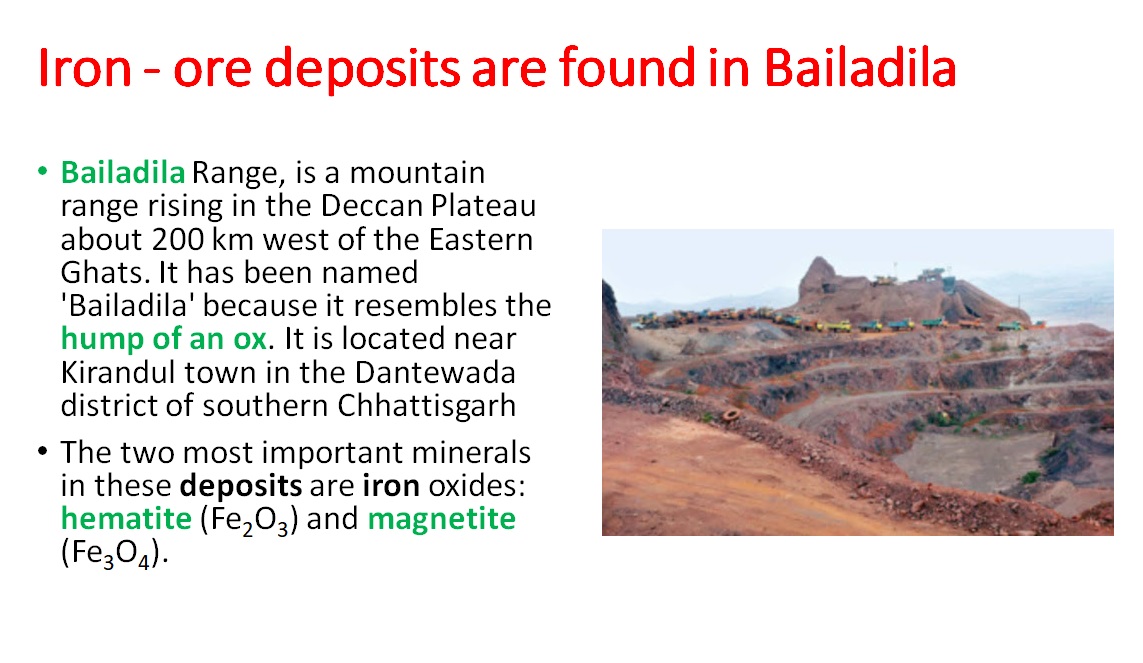 Iron - ore deposits are found in Bailadila
• Bailadila Range, is a mountain
range rising in the Deccan Plateau
about 200 km west of the Eastern
Ghats. It has been named
'Bailadila' because it resembles the
hump of an ox. It is located near
Kirandul town in the Dantewada
district of southern Chhattisgarh
• The two most important minerals
in these deposits are iron oxides:
hematite (Fe₂O₃) and magnetite
(Fe₃O₄).